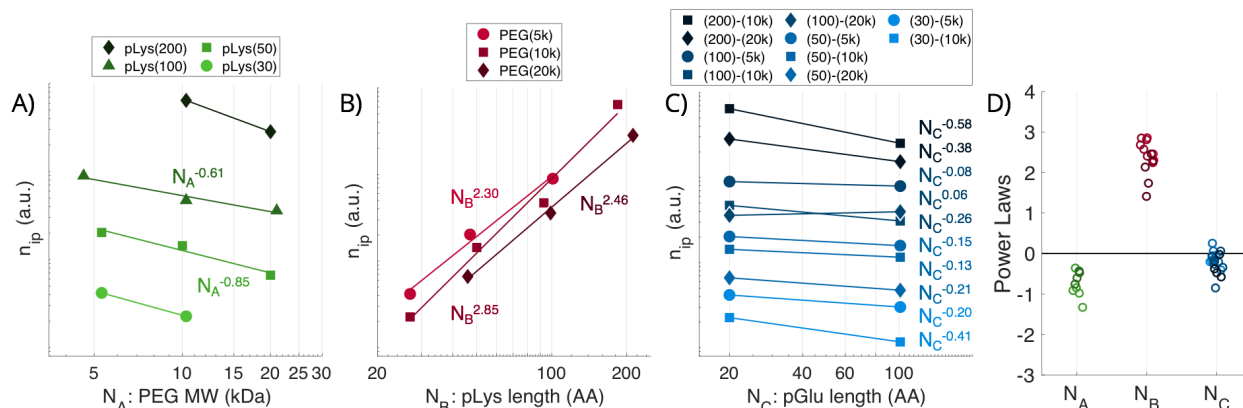 A)
pLys(200)
pLys(100)
pLys(50)
pLys(30)
n_ip (a.u.)
N_A^-0.61
N_A^-0.85
5
10
15
20
25
30
N_A: PEG MW (kDa)
B)
PEG(5k)
PEG(10k)
PEG(20k)
n_ip (a.u.)
N_B^2.30
N_B^2.46
N_B^2.85
20
100
200
N_B: pLys length (AA)
C)
(200)-(10k)
(200)-(20k)
(100)-(5k)
(100)-(10k)
(100)-(20k)
(50)-(5k)
(50)-(10k)
(50)-(20k)
(30)-(5k)
(30)-(10k)
n_ip (a.u.)
N_C^-0.58
N_C^-0.38
N_C^-0.08
N_C^0.06
N_C^-0.26
N_C^-0.15
N_C^-0.13
N_C^-0.21
N_C^-0.20
N_C^-0.41
20
100
N_C: pGlu length (AA)
D)
Power Laws
4
3
2
1
0
-1
-2
-3
N_A
N_B
N_C